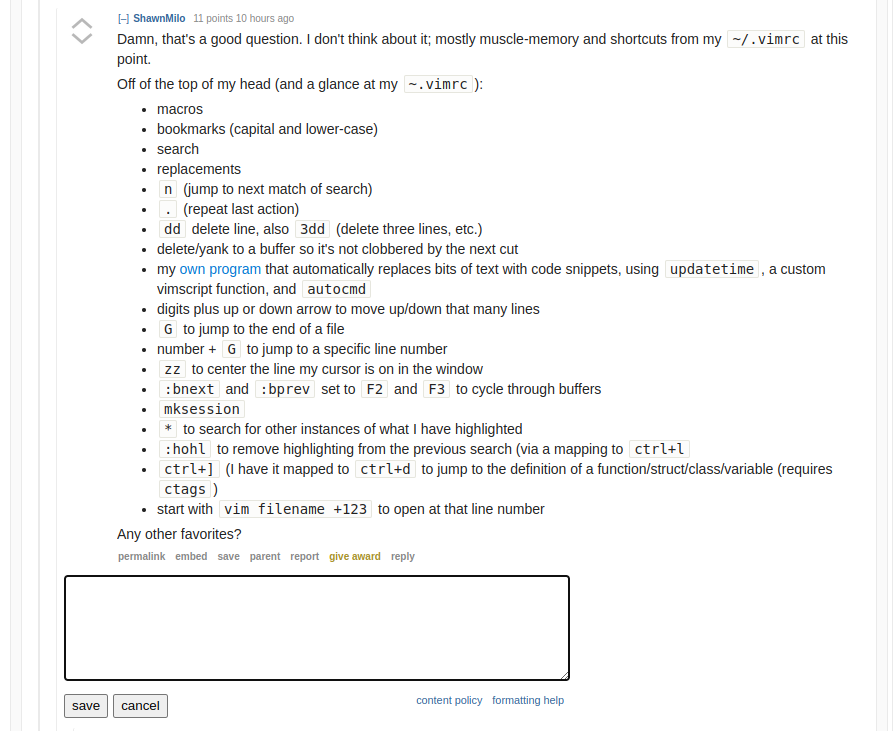 [–] ShawnMilo 11 points 10 hours ago
Damn, that's a good question. I don't think about it; mostly muscle-memory and shortcuts from my ~/.vimrc at this
point.
Off of the top of my head (and a glance at my ~.vimrc ):
• macros
• bookmarks (capital and lower-case)
• search
• replacements
• n (jump to next match of search)
• . (repeat last action)
• dd delete line, also 3dd (delete three lines, etc.)
• delete/yank to a buffer so it's not clobbered by the next cut
• my own program that automatically replaces bits of text with code snippets, using updatetime , a custom
vimscript function, and autocmd
• digits plus up or down arrow to move up/down that many lines
• G to jump to the end of a file
• number + G to jump to a specific line number
• zz to center the line my cursor is on in the window
• :bnext and :bprev set to F2 and F3 to cycle through buffers
• mksession
• * to search for other instances of what I have highlighted
• :hohl to remove highlighting from the previous search (via a mapping to ctrl+l
• ctrl+] (I have it mapped to ctrl+d to jump to the definition of a function/struct/class/variable (requires
ctags )
• start with vim filename +123 to open at that line number
Any other favorites?
permalink embed save parent report give award reply
save cancel content policy formatting help